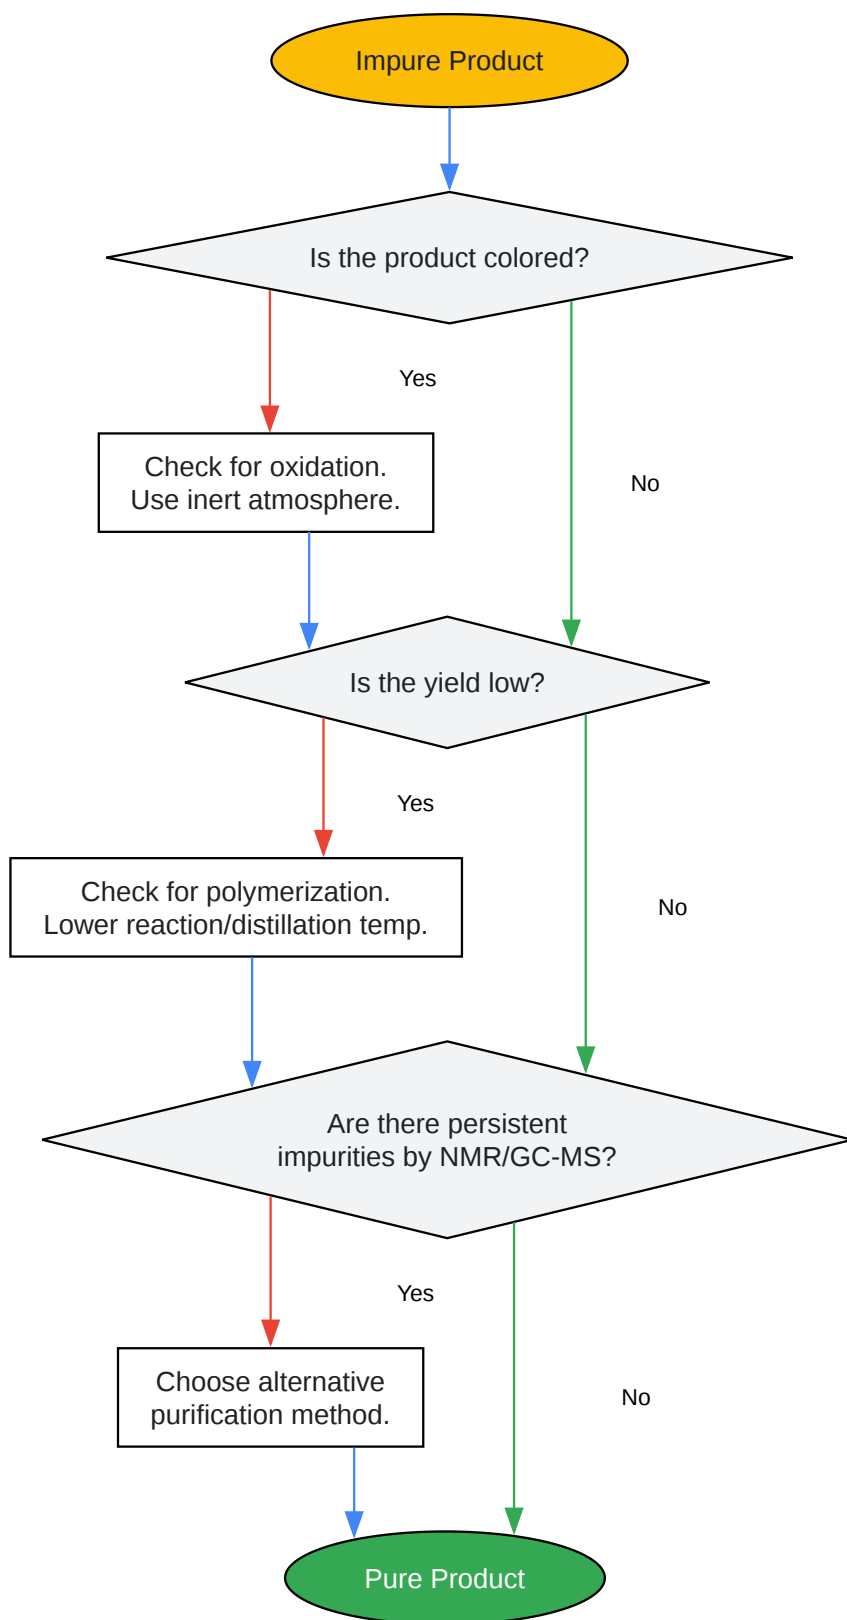 Impure Product
Is the product colored?
Yes
Check for oxidation.
Use inert atmosphere.
No
Is the yield low?
Yes
Check for polymerization.
Lower reaction/distillation temp.
No
Are there persistent
impurities by NMR/GC-MS?
Yes
Choose alternative
purification method.
No
Pure Product